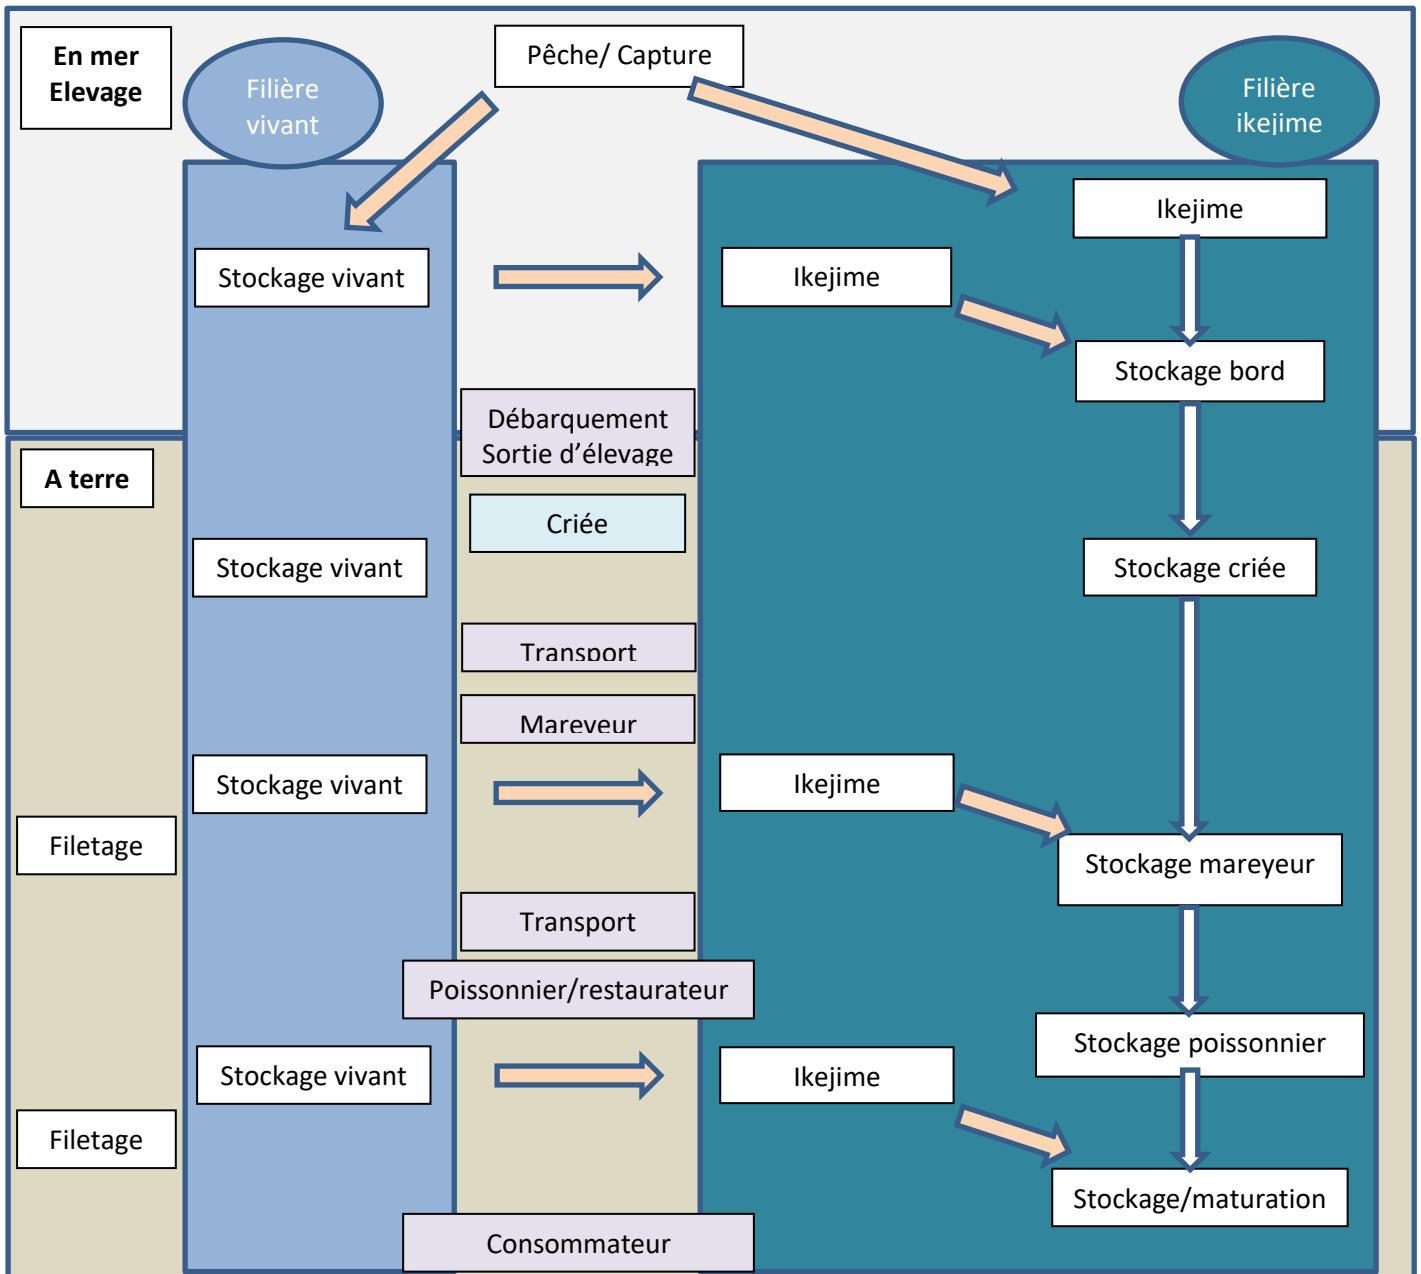 En mer
Elevage
Filière
vivant
Pêche/ Capture
Filière
ikejime
Ikejime
Stockage vivant
Ikejime
Stockage bord
Débarquement
Sortie d'élevage
A terre
Criée
Stockage vivant
Stockage criée
Transport
Mareyeur
Stockage vivant
Ikejime
Filetage
Stockage mareyeur
Transport
Poissonnier/restaurateur
Stockage poissonnier
Stockage vivant
Ikejime
Filetage
Stockage/maturation
Consommateur